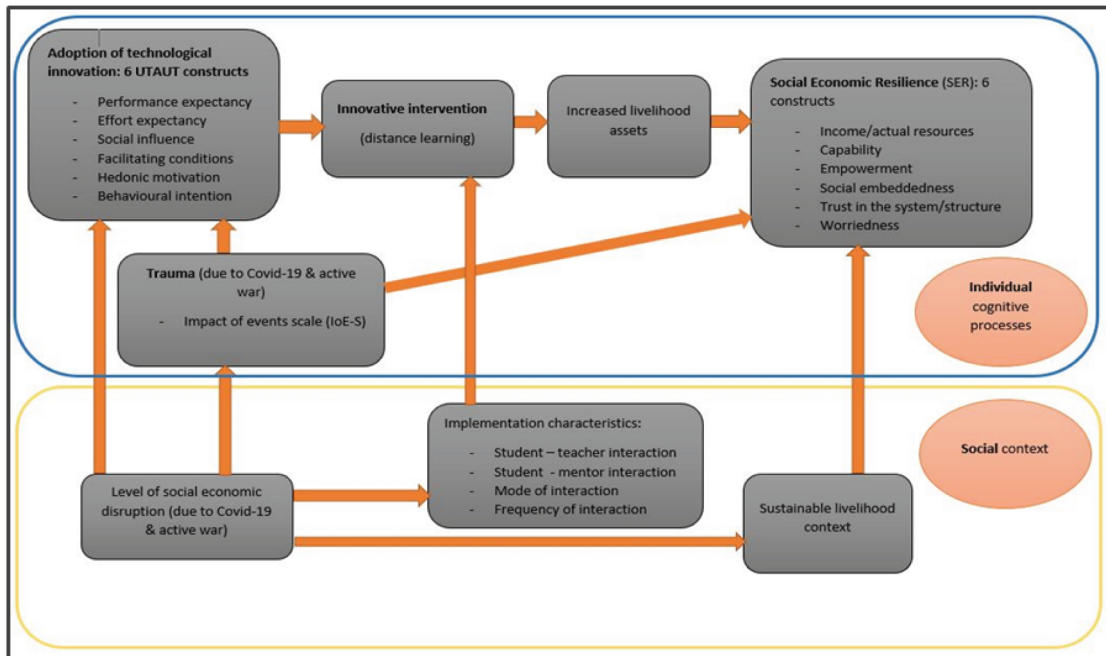 Adoption of technological
innovation: 6 UTAUT constructs
- Performance expectancy
- Effort expectancy
- Social influence
- Facilitating conditions
- Hedonic motivation
- Behavioural intention
Innovative intervention
(distance learning)
Increased livelihood
assets
Social Economic Resilience (SER): 6
constructs
- Income/actual resources
- Capability
- Empowerment
- Social embeddedness
- Trust in the system/structure
- Worriedness
Trauma (due to Covid-19 & active
war)
- Impact of events scale (IoE-S)
Individual
cognitive
processes
Implementation characteristics:
- Student – teacher interaction
- Student - mentor interaction
- Mode of interaction
- Frequency of interaction
Social context
Level of social economic
disruption (due to Covid-19
& active war)
Sustainable livelihood
context